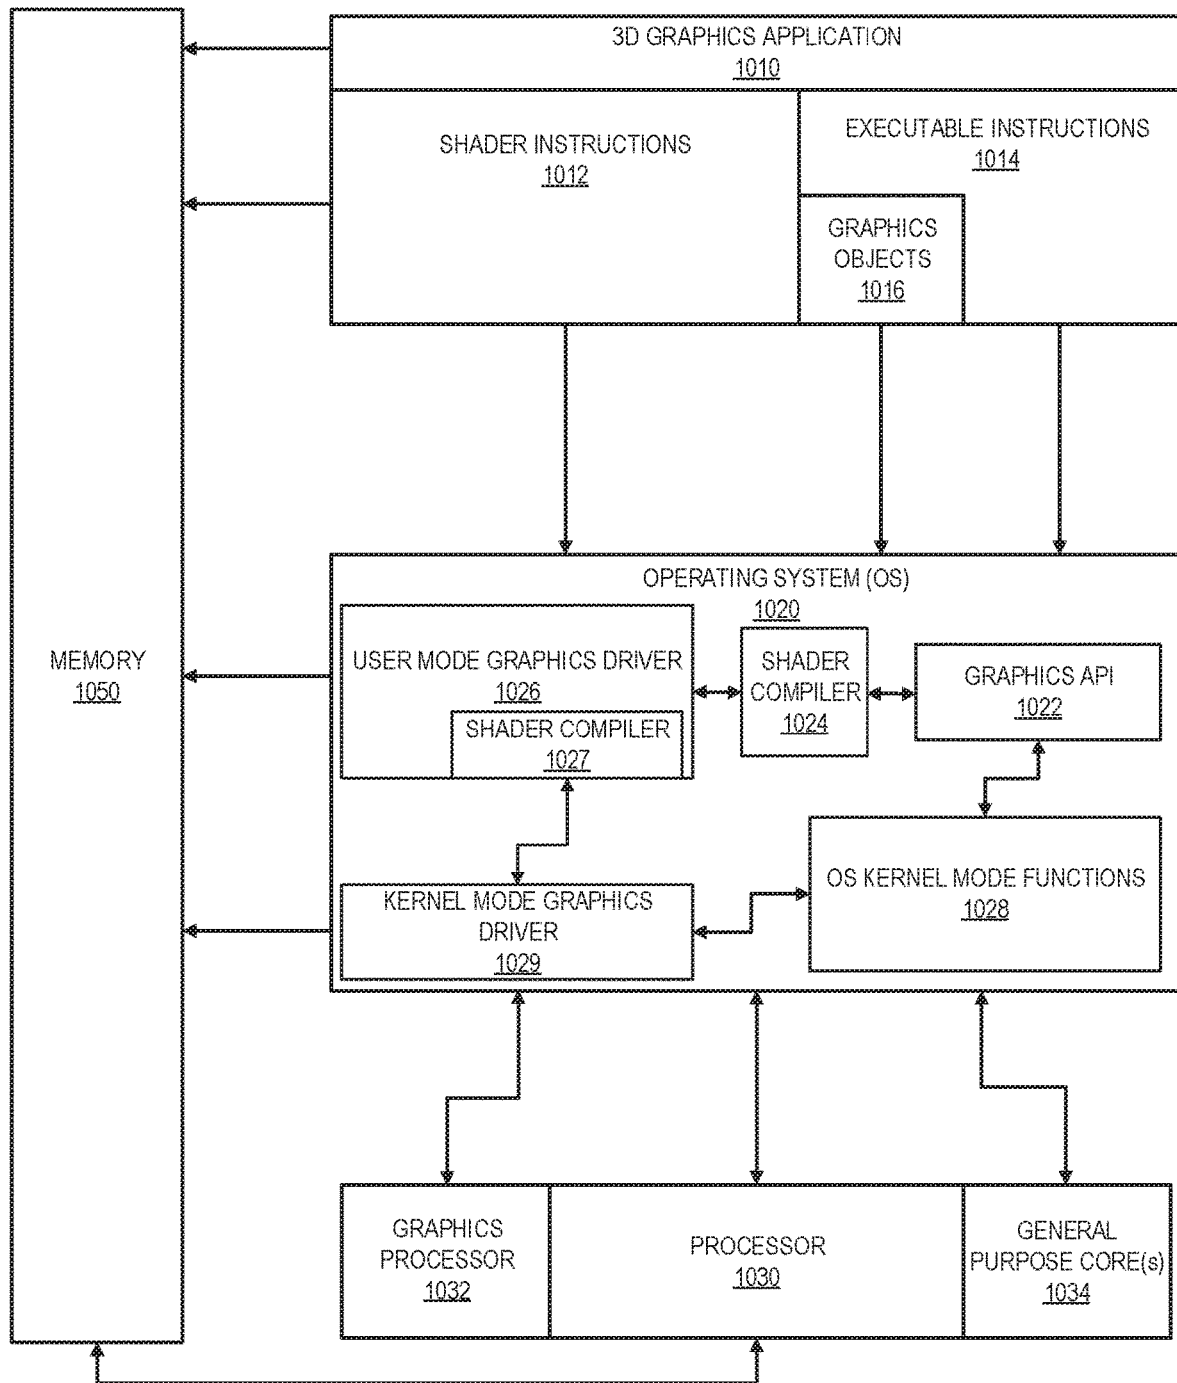 3D GRAPHICS APPLICATION
1010
SHADER INSTRUCTIONS
1012
EXECUTABLE INSTRUCTIONS
1014
GRAPHICS
OBJECTS
1016
MEMORY
1050
OPERATING SYSTEM (OS)
1020
USER MODE GRAPHICS DRIVER
1026
SHADER COMPILER
1027
SHADER
COMPILER
1024
GRAPHICS API
1022
KERNEL MODE GRAPHICS
DRIVER
1029
OS KERNEL MODE FUNCTIONS
1028
GRAPHICS
PROCESSOR
1032
PROCESSOR
1030
GENERAL
PURPOSE CORE(s)
1034